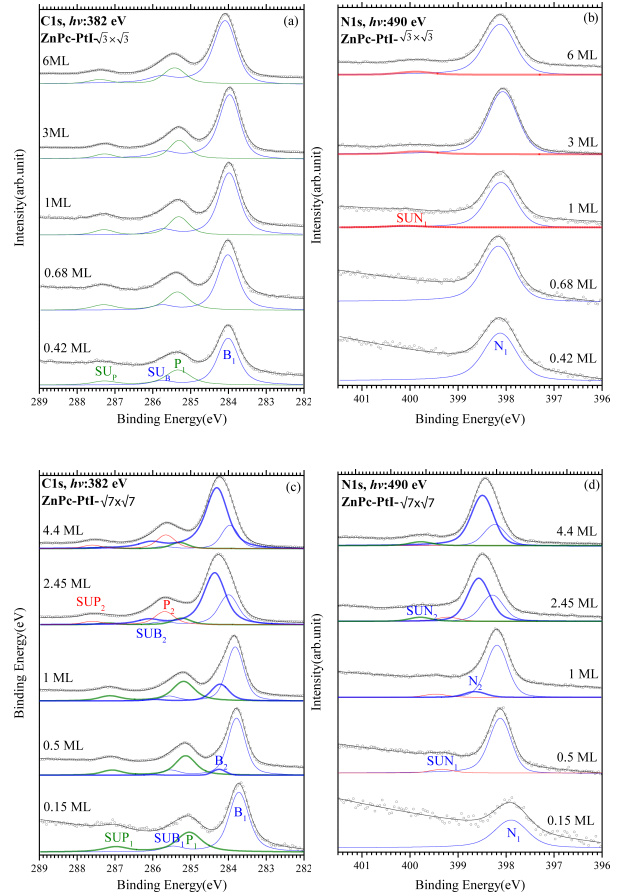 C1s, hν:382 eV
(a)
ZnPc-PtI-√3×√3
6ML
3ML
1ML
0.68 ML
0.42 ML
SU_P
SU_B
P_1
B_1
289 288 287 286 285 284 283 282
Binding Energy(eV)
Intensity(arb.unit)
N1s, hν:490 eV
(b)
ZnPc-PtI-√3×√3
6 ML
3 ML
1 ML
SUN_1
0.68 ML
0.42 ML
N_1
401 400 399 398 397 396
Binding Energy(eV)
Intensity(arb.unit)
C1s, hν:382 eV
(c)
ZnPc-PtI-√7x√7
4.4 ML
2.45 ML
SUP_2
P_2
SUB_2
1 ML
0.5 ML
B_2
0.15 ML
B_1
SUP_1
SUB_1
P_1
289 288 287 286 285 284 283 282
Binding Energy(eV)
Binding Energy(eV)
N1s, hν:490 eV
(d)
ZnPc-PtI-√7x√7
4.4 ML
2.45 ML
SUN_2
1 ML
N_2
0.5 ML
SUN_1
0.15 ML
N_1
401 400 399 398 397 396
Binding Energy(eV)
Intensity(arb.unit)